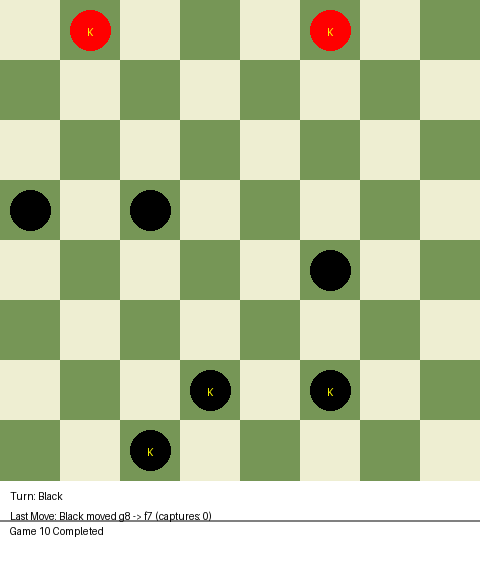 K K
K K
K
Turn: Black
Last Move: Black moved g8 -> f7 (captures: 0)
Game 10 Completed